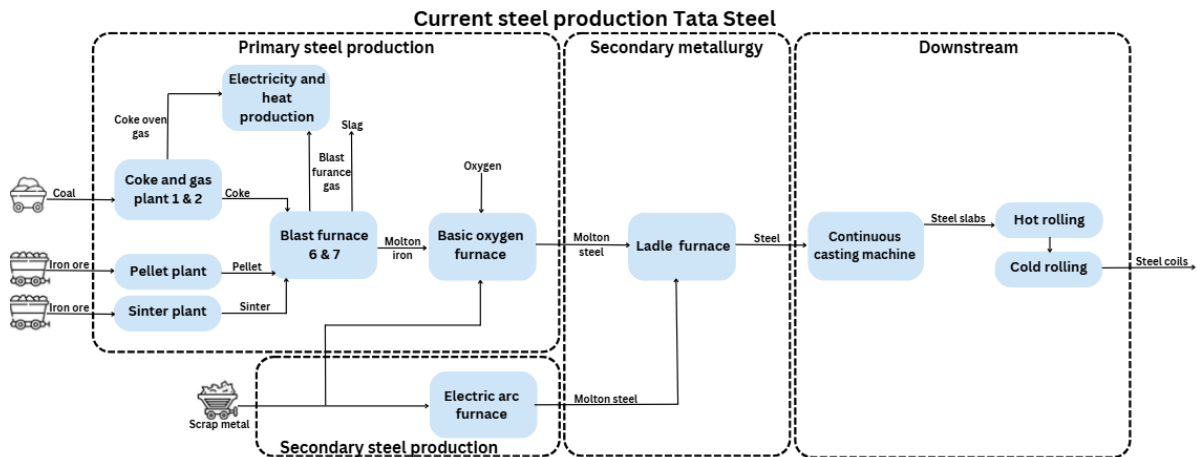 Current steel production Tata Steel
Primary steel production
Secondary metallurgy
Downstream
Electricity and
heat
production
Coke oven
gas
Slag
Blast
furance
gas
Oxygen
Coal
Coke and gas
plant 1 & 2
Coke
Blast furnace
6 & 7
Molton
iron
Basic oxygen
furnace
Molton
steel
Ladle furnace
Steel
Continuous
casting machine
Steel slabs
Hot rolling
Cold rolling
Steel coils
Iron ore
Pellet plant
Pellet
Iron ore
Sinter plant
Sinter
Scrap metal
Electric arc
furnace
Molton steel
Secondary steel production